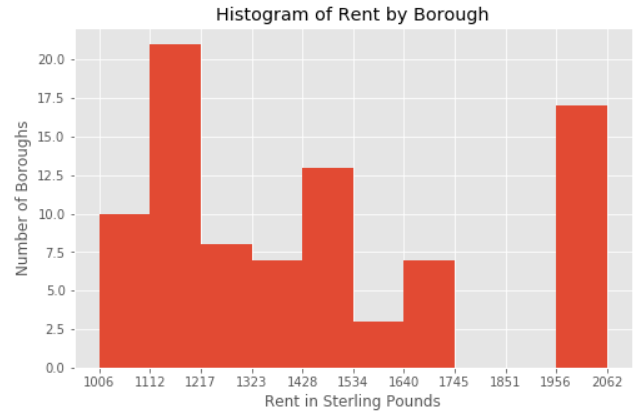 Histogram of Rent by Borough
20.0
17.5
15.0
12.5
10.0
7.5
5.0
2.5
0.0
Number of Boroughs
1006 1112 1217 1323 1428 1534 1640 1745 1851 1956 2062
Rent in Sterling Pounds